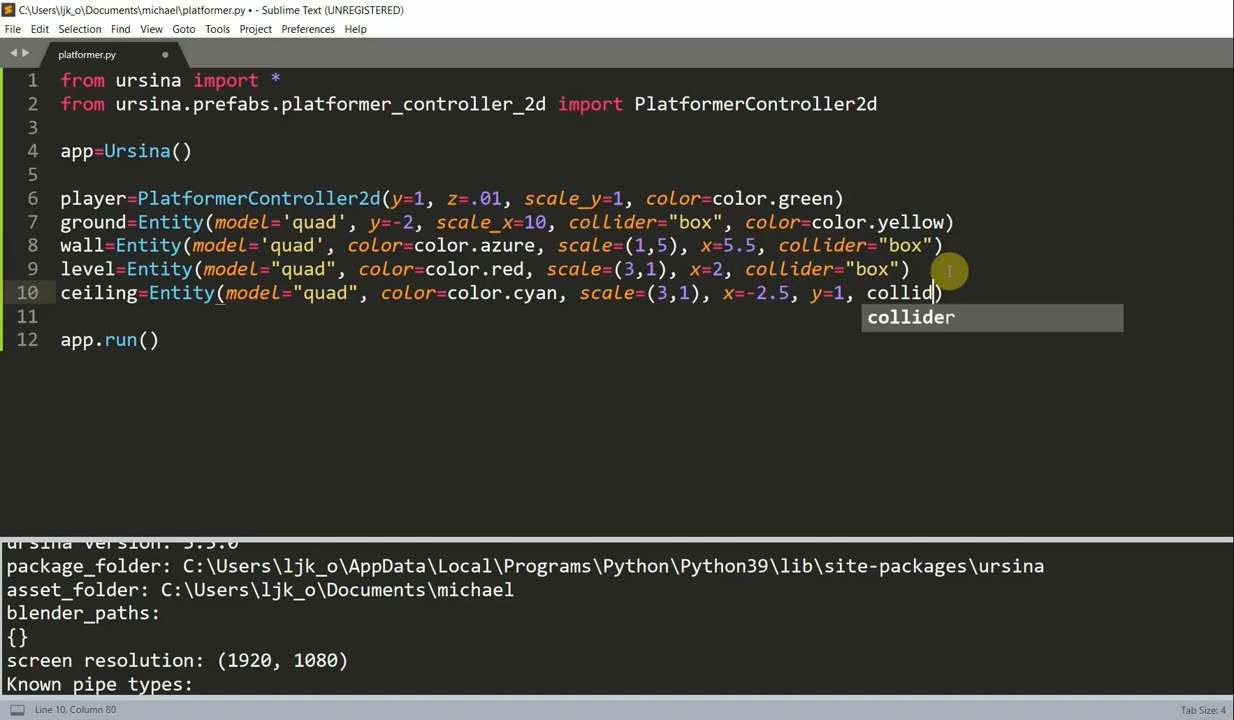 C:\Users\ljk_o\Documents\michael\platformer.py • - Sublime Text (UNREGISTERED)
File Edit Selection Find View Goto Tools Project Preferences Help
platformer.py
1 from ursina import *
2 from ursina.prefabs.platformer_controller_2d import PlatformerController2d
3
4 app=Ursina()
5
6 player=PlatformerController2d(y=1, z=.01, scale_y=1, color=color.green)
7 ground=Entity(model='quad', y=-2, scale_x=10, collider="box", color=color.yellow)
8 wall=Entity(model='quad', color=color.azure, scale=(1,5), x=5.5, collider="box")
9 level=Entity(model="quad", color=color.red, scale=(3,1), x=2, collider="box")
10 ceiling=Entity(model="quad", color=color.cyan, scale=(3,1), x=-2.5, y=1, collid)
collider
11
12 app.run()
ursina version: 3.5.0
package_folder: C:\Users\ljk_o\AppData\Local\Programs\Python\Python39\lib\site-packages\ursina
asset_folder: C:\Users\ljk_o\Documents\michael
blender_paths:
{}
screen resolution: (1920, 1080)
Known pipe types:
Line 10, Column 80 Tab Size: 4